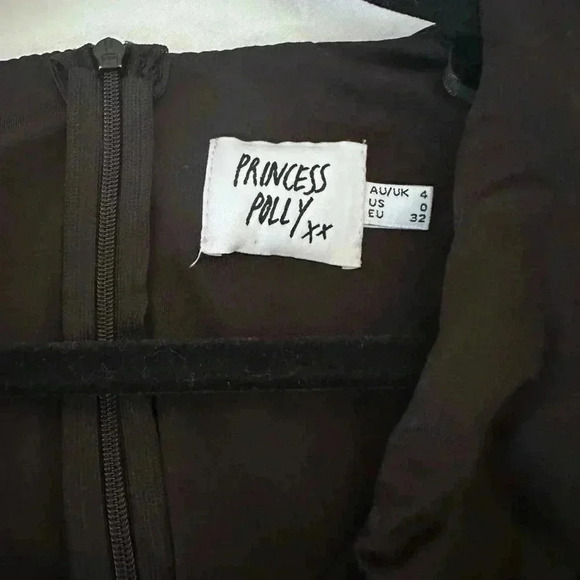 PRINCESS
POLLY xx
AU/UK 4
US 0
EU 32